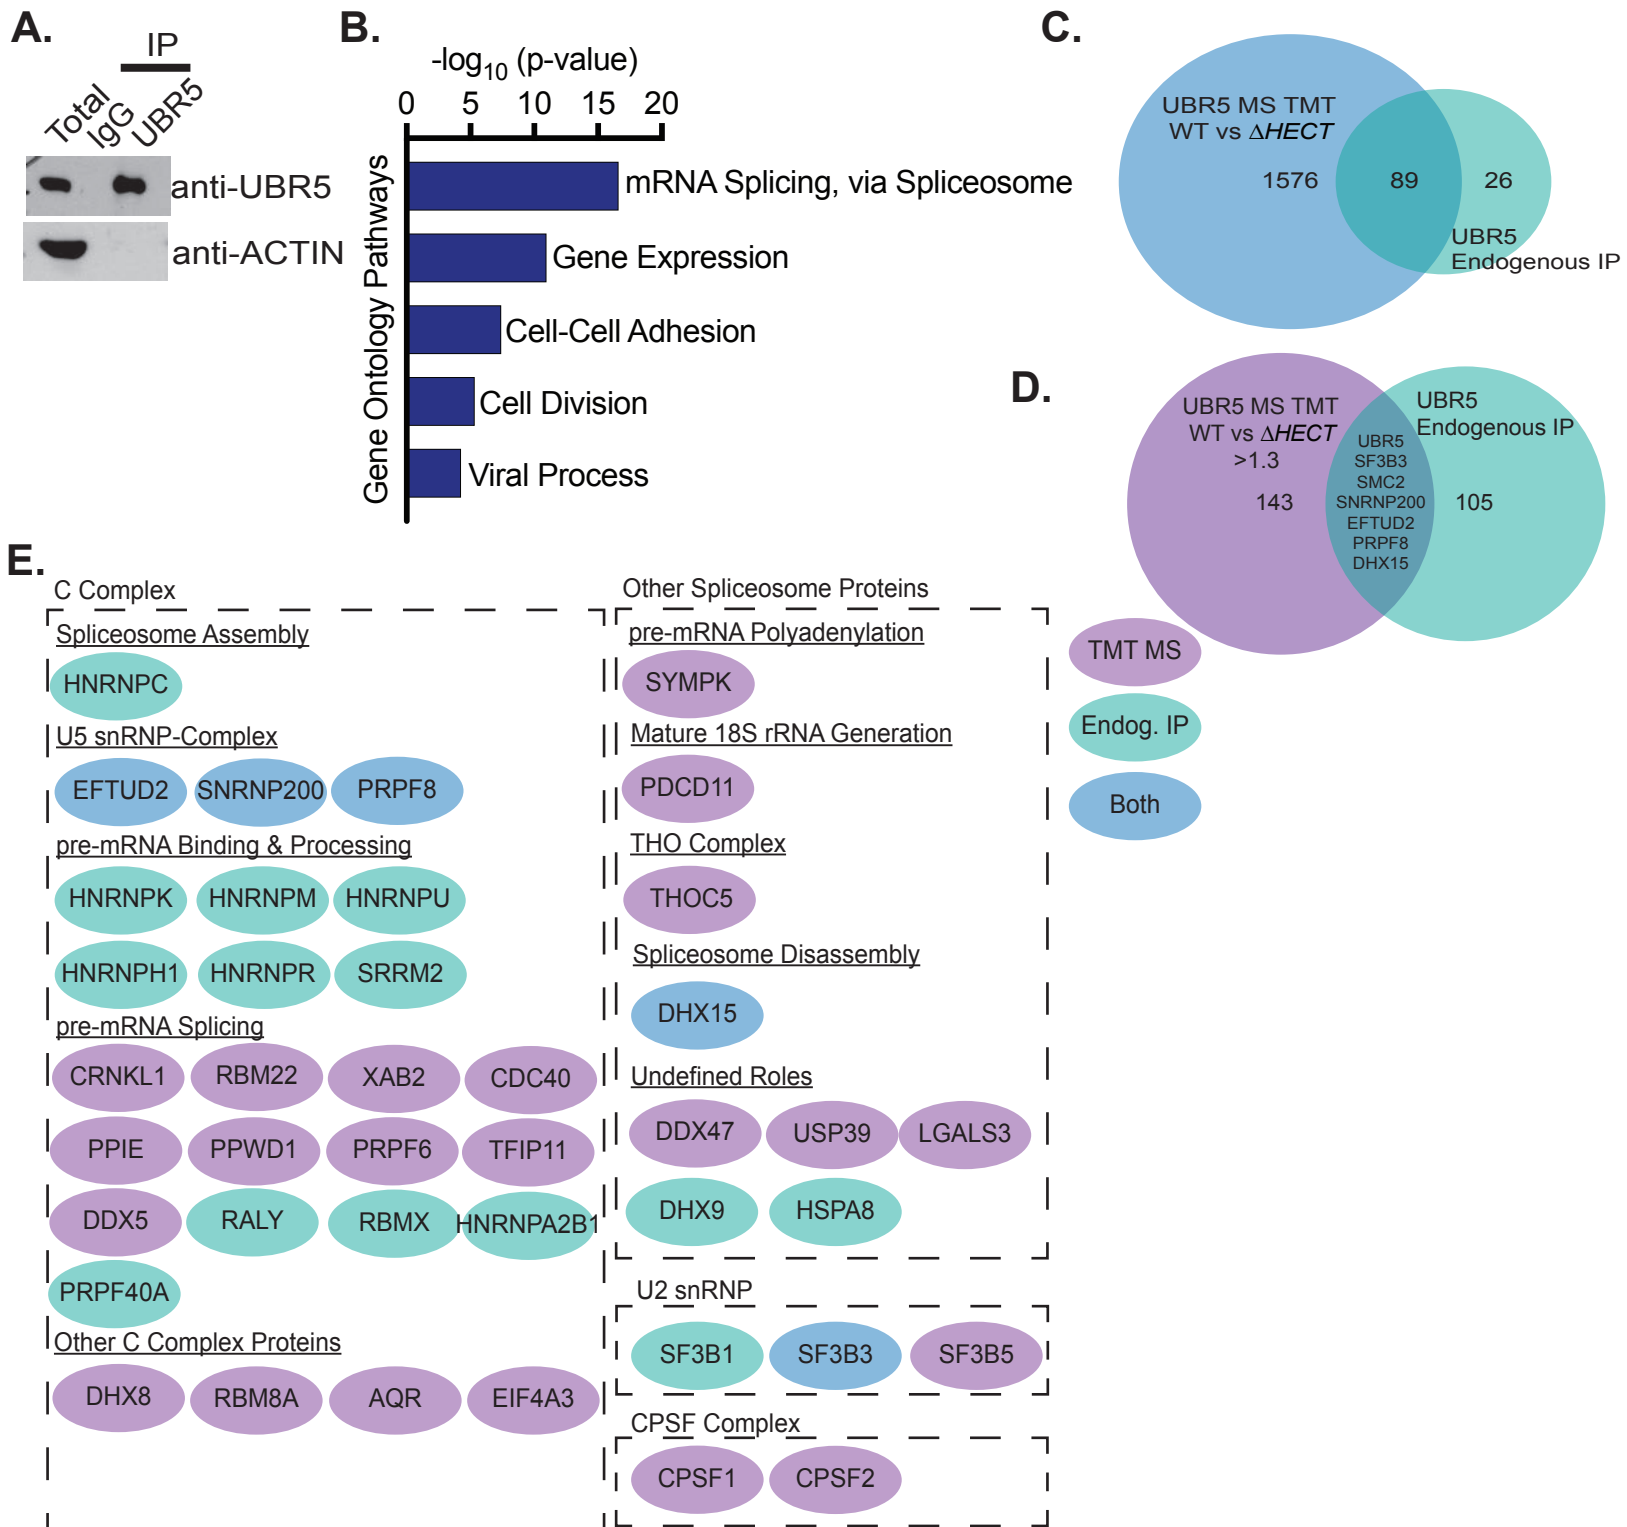 A.
IP
Total
IgG
UBR5
anti-UBR5
anti-ACTIN
B.
-log10 (p-value)
0 5 10 15 20
Gene Ontology Pathways
mRNA Splicing, via Spliceosome
Gene Expression
Cell-Cell Adhesion
Cell Division
Viral Process
C.
UBR5 MS TMT
WT vs ΔHECT
1576
89
26
UBR5
Endogenous IP
D.
UBR5 MS TMT
WT vs ΔHECT
>1.3
143
UBR5
SF3B3
SMC2
SNRNP200
EFTUD2
PRPF8
DHX15
UBR5
Endogenous IP
105
TMT MS
Endog. IP
Both
E.
C Complex
Spliceosome Assembly
HNRNPC
U5 snRNP-Complex
EFTUD2 SNRNP200 PRPF8
pre-mRNA Binding & Processing
HNRNPK HNRNPM HNRNPU
HNRNPH1 HNRNPR SRRM2
pre-mRNA Splicing
CRNKL1 RBM22 XAB2 CDC40
PPIE PPWD1 PRPF6 TFIP11
DDX5 RALY RBMX HNRNPA2B1
PRPF40A
Other C Complex Proteins
DHX8 RBM8A AQR EIF4A3
Other Spliceosome Proteins
pre-mRNA Polyadenylation
SYMPK
Mature 18S rRNA Generation
PDCD11
THO Complex
THOC5
Spliceosome Disassembly
DHX15
Undefined Roles
DDX47 USP39 LGALS3
DHX9 HSPA8
U2 snRNP
SF3B1 SF3B3 SF3B5
CPSF Complex
CPSF1 CPSF2